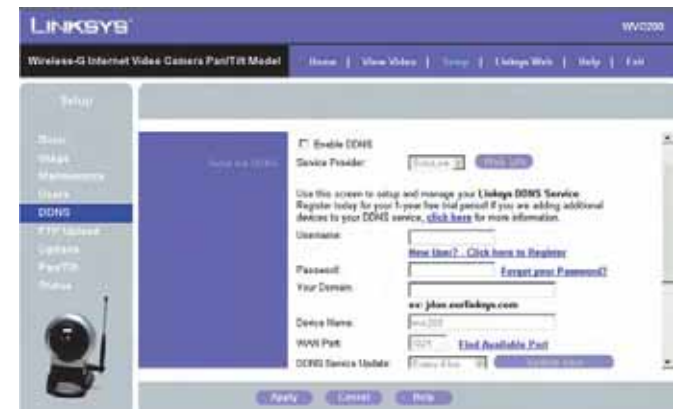 LINKSYS
WVC200
Wireless-G Internet Video Camera Pan/Tilt Model
Home | View Video | Setup | Linksys Web | Help | Exit
Setup
Basic
Image
Maintenance
Users
DDNS
FTP Upload
Options
Pan/Tilt
Status
Enable DDNS
Service Provider:
Web Site
Use this screen to setup and manage your Linksys DDNS Service
Register today for your 1-year free trial period! If you are adding additional
devices to your DDNS service, click here for more information.
Username:
New User? - Click here to Register
Password:
Forgot your Password?
Your Domain:
ex: jdoe.ourlinksys.com
Device Name:
WAN Port:
1024
Find Available Port
DDNS Service Update:
Apply
Cancel
Help